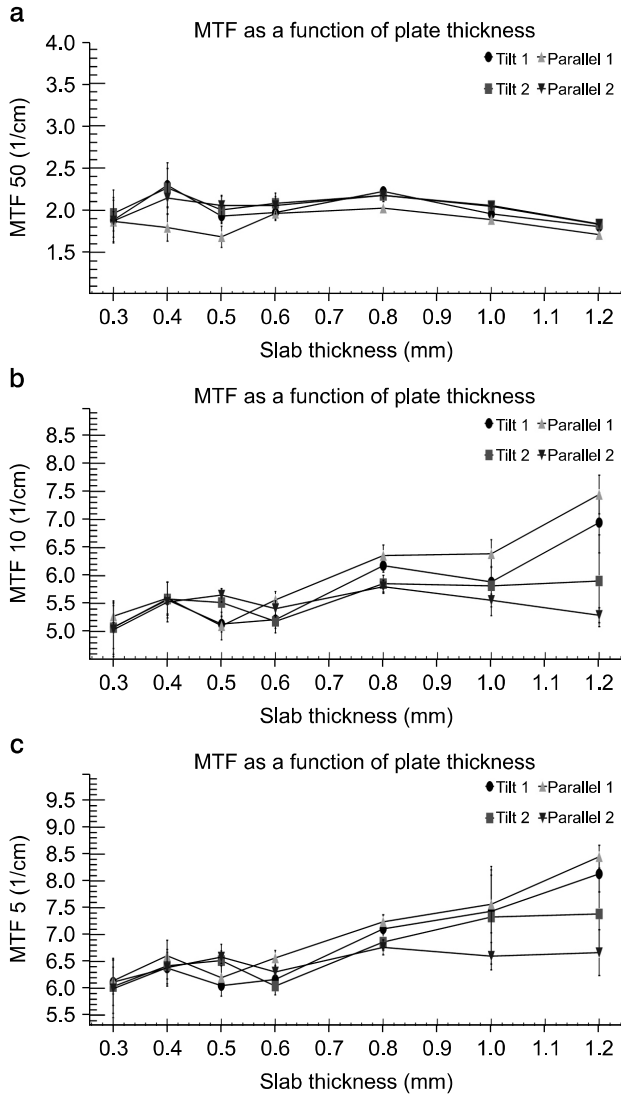 a
MTF as a function of plate thickness
Tilt 1 Parallel 1
Tilt 2 Parallel 2
MTF 50 (1/cm)
4.0
3.5
3.0
2.5
2.0
1.5
0.3 0.4 0.5 0.6 0.7 0.6 0.8 1.0 1.1 1.2
Slab thickness (mm)
b
MTF as a function of plate thickness
Tilt 1 Parallel 1
Tilt 2 Parallel 2
MTF 10 (1/cm)
8.5
8.0
7.5
7.0
6.5
6.0
5.5
5.0
0.3 0.4 0.5 0.6 0.7 0.8 0.9 1.0 1.1 1.2
Slab thickness (mm)
c
MTF as a function of plate thickness
Tilt 1 Parallel 1
Tilt 2 Parallel 2
MTF 5 (1/cm)
9.5
9.0
8.5
8.0
7.5
7.0
6.5
6.0
5.5
0.3 0.4 0.5 0.6 0.7 0.8 0.9 1.0 1.1 1.2
Slab thickness (mm)